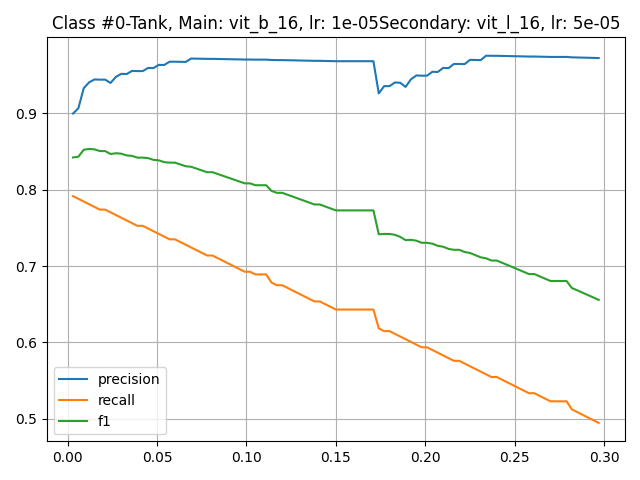 Class #0-Tank, Main: vit_b_16, lr: 1e-05Secondary: vit_l_16, lr: 5e-05
0.9
0.8
0.7
0.6
0.5
precision
recall
f1
0.00 0.05 0.10 0.15 0.20 0.25 0.30